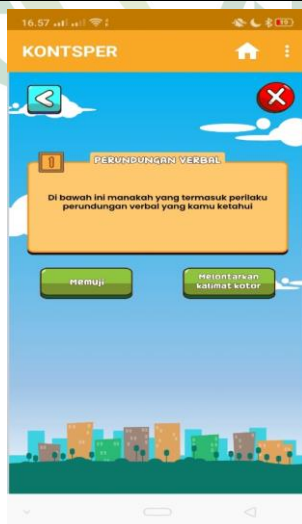 16.57
KONTSPER
1
PERUNDUNGAN VERBAL
Di bawah ini manakah yang termasuk perilaku
perundungan verbal yang kamu ketahui
Memuji
Melontarkan
kalimat kotor